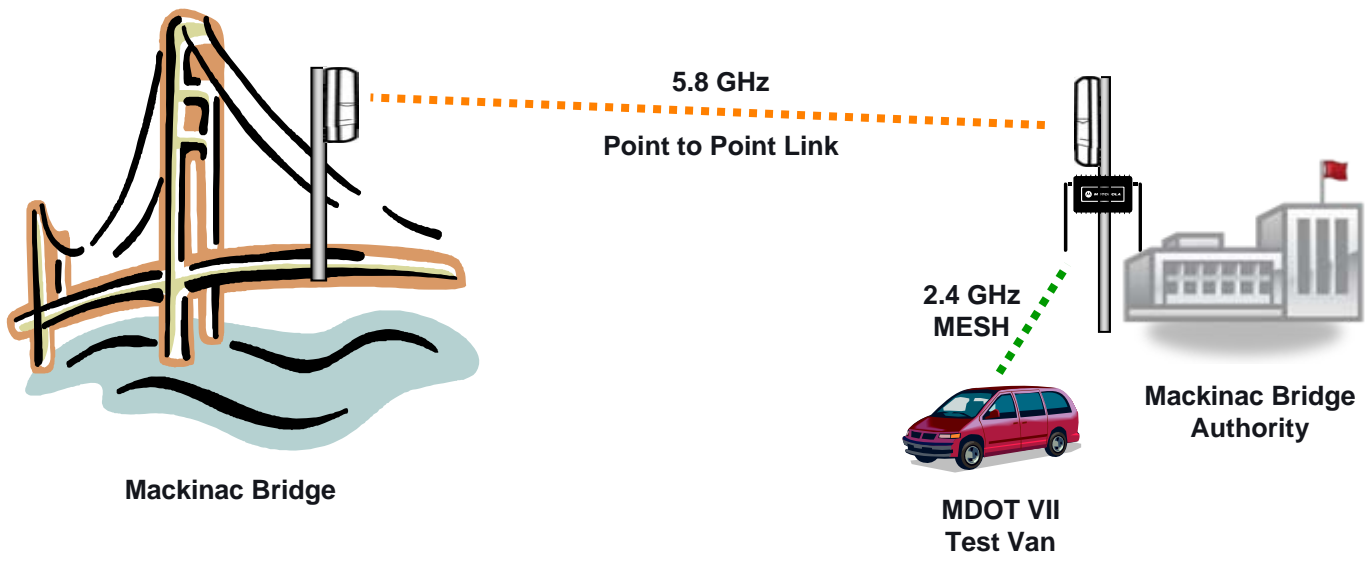 5.8 GHz
Point to Point Link
MOTOROLA
2.4 GHz
MESH
Mackinac Bridge
Authority
Mackinac Bridge
MDOT VII
Test Van